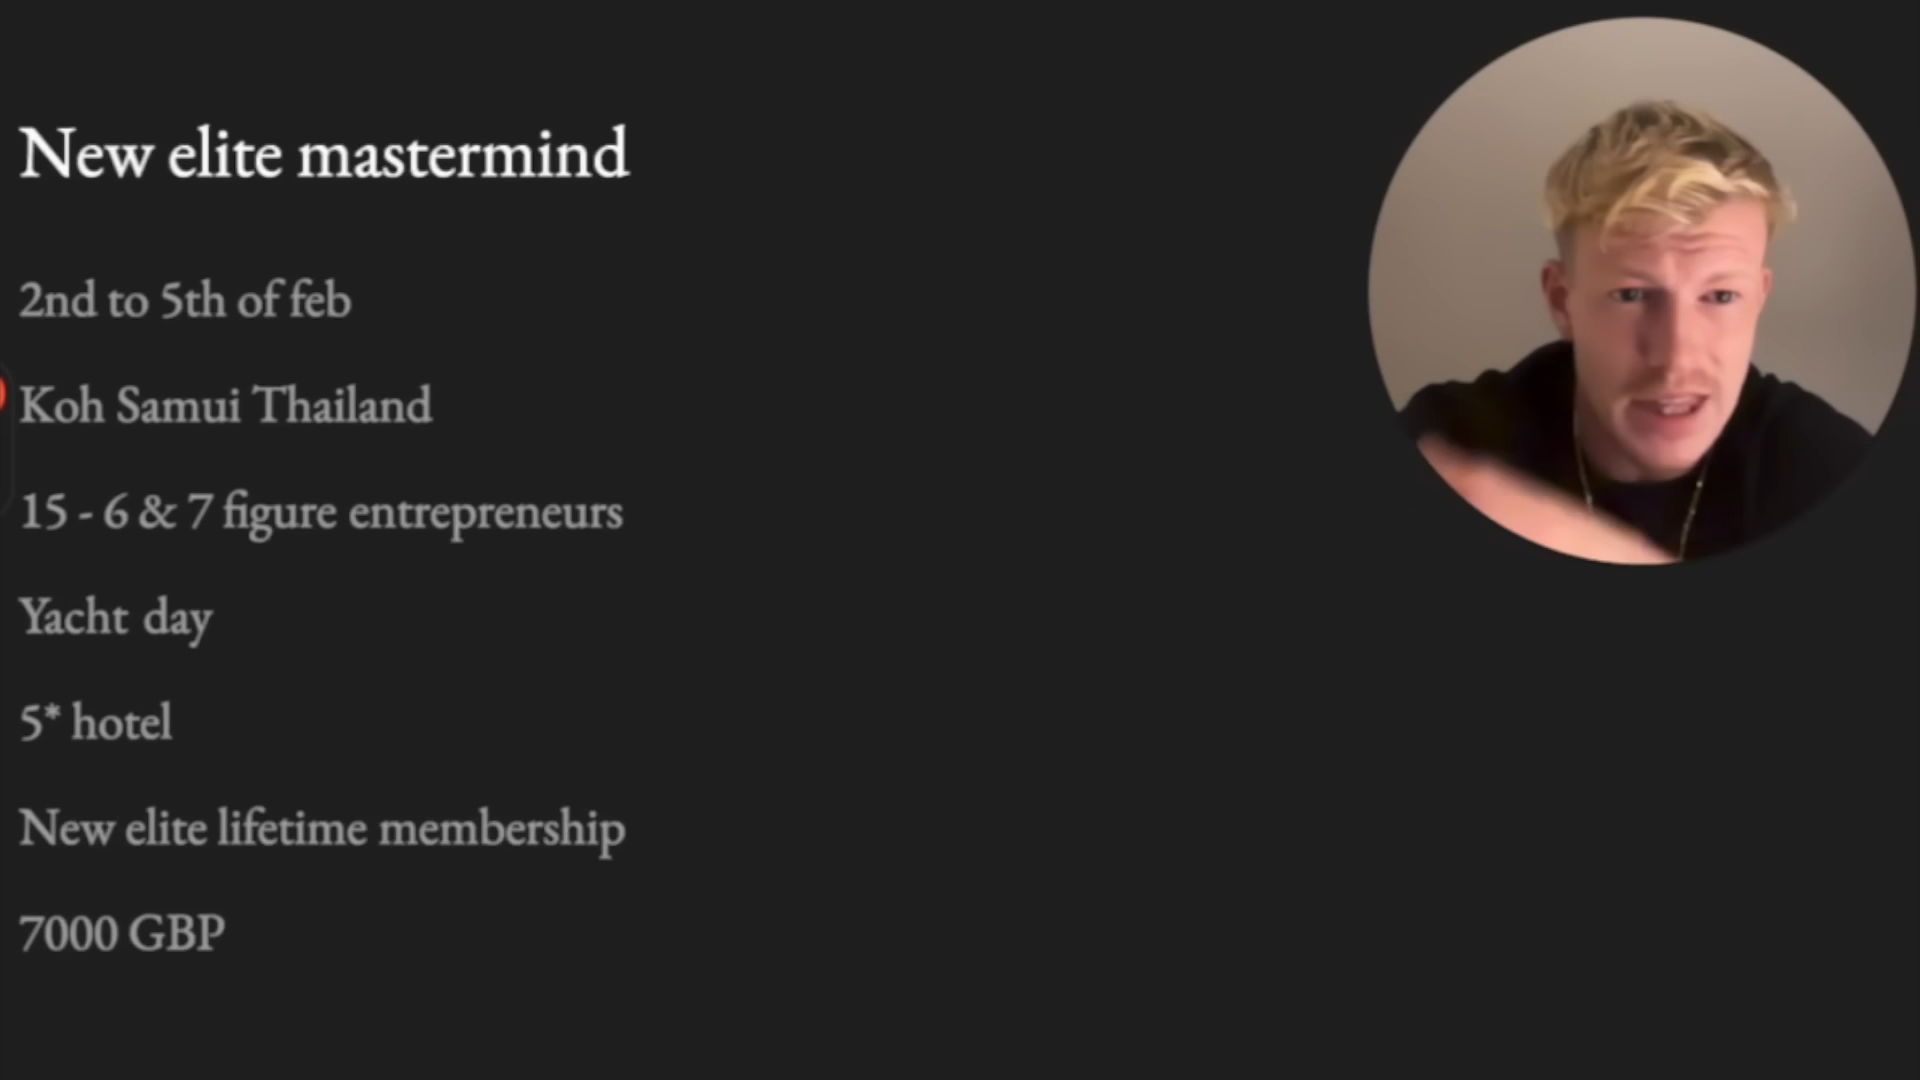 New elite mastermind
2nd to 5th of feb
Koh Samui Thailand
15 - 6 & 7 figure entrepreneurs
Yacht day
5* hotel
New elite lifetime membership
7000 GBP